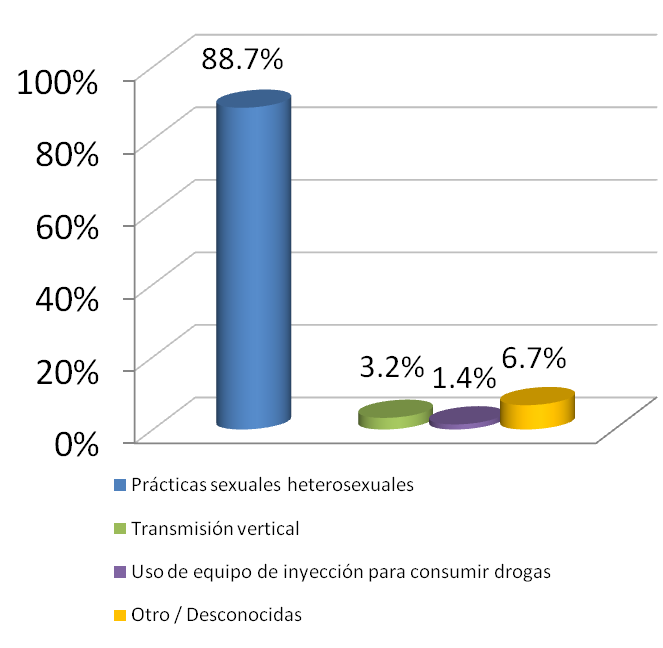 88.7%
100%
80%
60%
40%
20%
0%
3.2%
1.4%
6.7%
Prácticas sexuales heterosexuales
Transmisión vertical
Uso de equipo de inyección para consumir drogas
Otro / Desconocidas